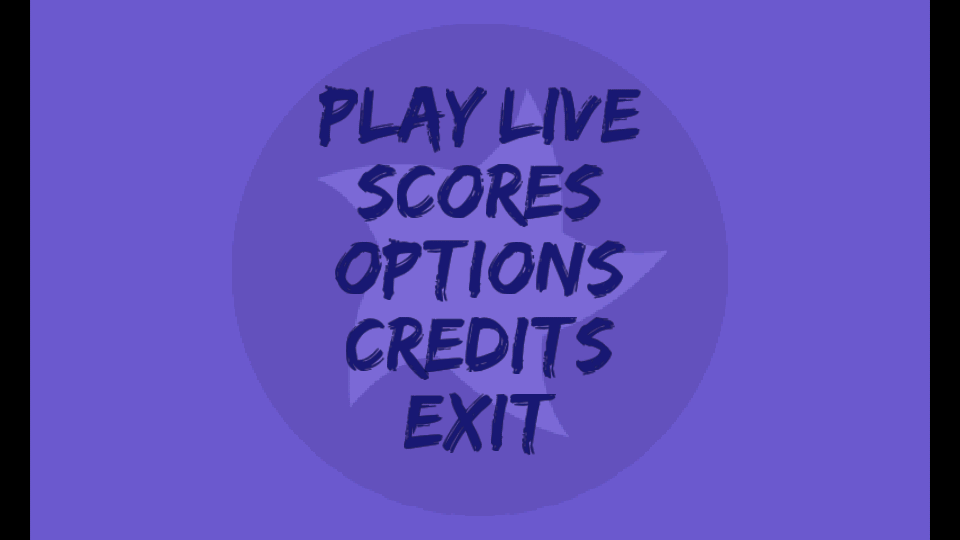 PLAY LIVE
SCORES
OPTIONS
CREDITS
EXIT